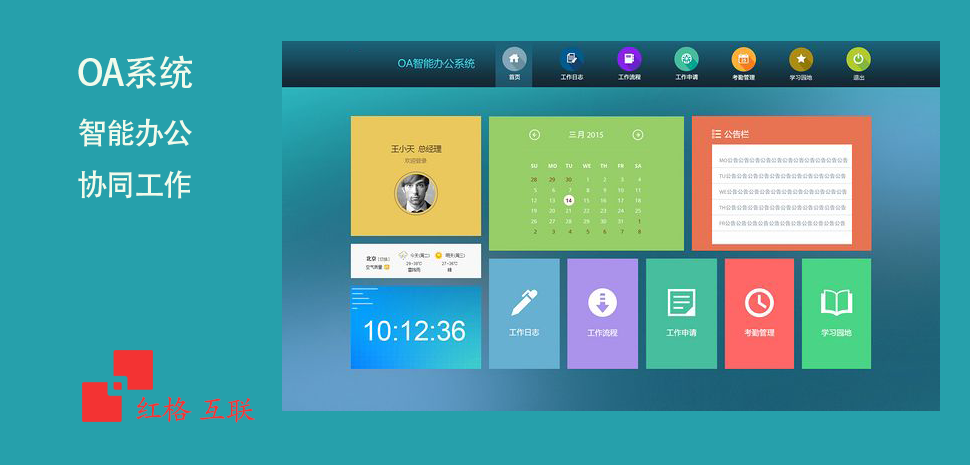 OA系统
智能办公
协同工作
红格 互联
OA智能办公系统
首页
工作日志
工作流程
工作申请
考勤管理
学习园地
退出
王小天 总经理
欢迎登录
三月 2015
SU MO TU WE TH FR SA
28 29 30 1 2 3 4
5 6 7 8 9 10 11
12 13 14 15 16 17 18
19 20 21 22 23 24 25
26 27 28 29 30 31 1
2 3 4 5 6 7 8
公告栏
MO公告公告公告公告公告公告公告公告公告公告
TU公告公告公告公告公告公告公告公告公告公告
WE公告公告公告公告公告公告公告公告公告公告
TH公告公告公告公告公告公告公告公告公告公告
FR公告公告公告公告公告公告公告公告公告公告
北京 [切换]
空气质量
今天(周二)
明天(周三)
10:12:36
工作日志
工作流程
工作申请
考勤管理
学习园地